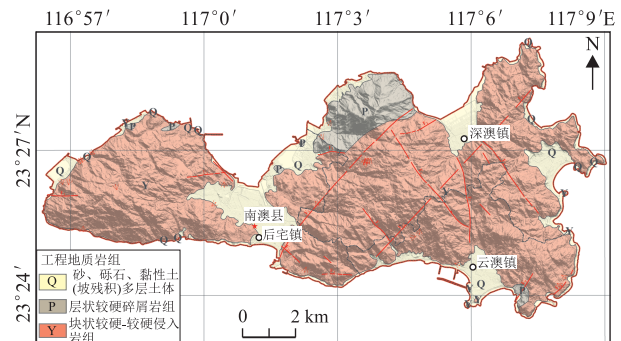 116°57′ 117°0′ 117°3′ 117°6′ 117°9′E
N
23°27′N
23°24′
P
Q
Q
P
Q
P
Q
Q
Q
Y
P
P
Q
Q
深澳镇
Q
Q
Q
Y
南澳县
后宅镇
Q
Q
云澳镇
Q
Y
Y
P
工程地质岩组
Q 砂、砾石、黏性土
(坡残积)多层土体
P 层状较硬碎屑岩组
Y 块状较硬-较硬侵入
岩组
0 2 km